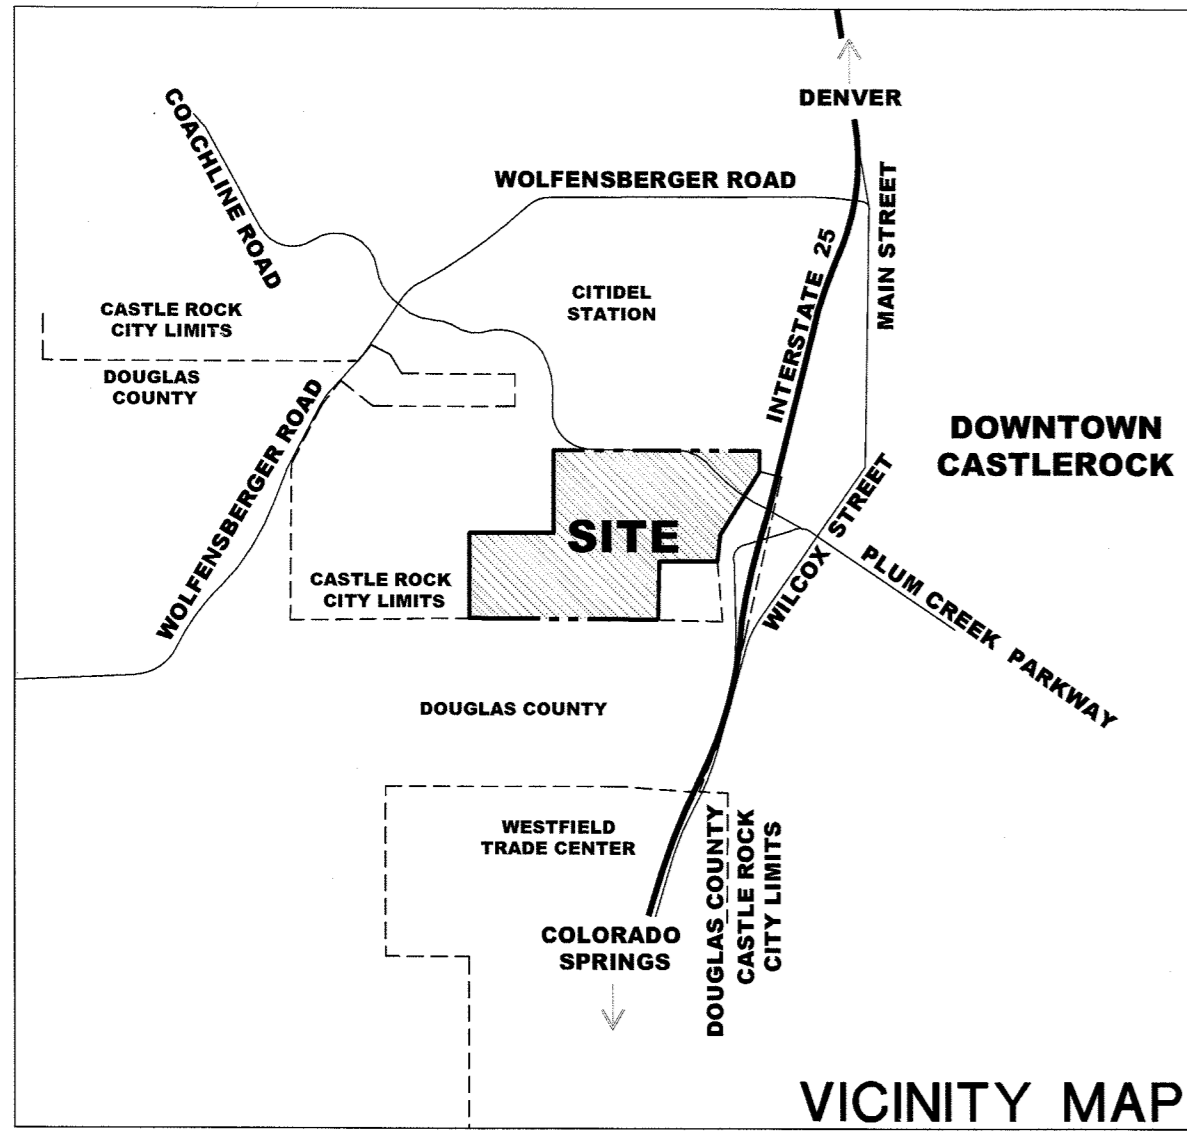 DENVER
COACHLINE ROAD
WOLFENSBERGER ROAD
MAIN STREET
INTERSTATE 25
CITIDEL
STATION
CASTLE ROCK
CITY LIMITS
DOUGLAS
COUNTY
WOLFENSBERGER ROAD
DOWNTOWN
CASTLEROCK
SITE
WILCOX STREET
PLUM CREEK PARKWAY
CASTLE ROCK
CITY LIMITS
DOUGLAS COUNTY
WESTFIELD
TRADE CENTER
DOUGLAS COUNTY
CASTLE ROCK
CITY LIMITS
COLORADO
SPRINGS
VICINITY MAP